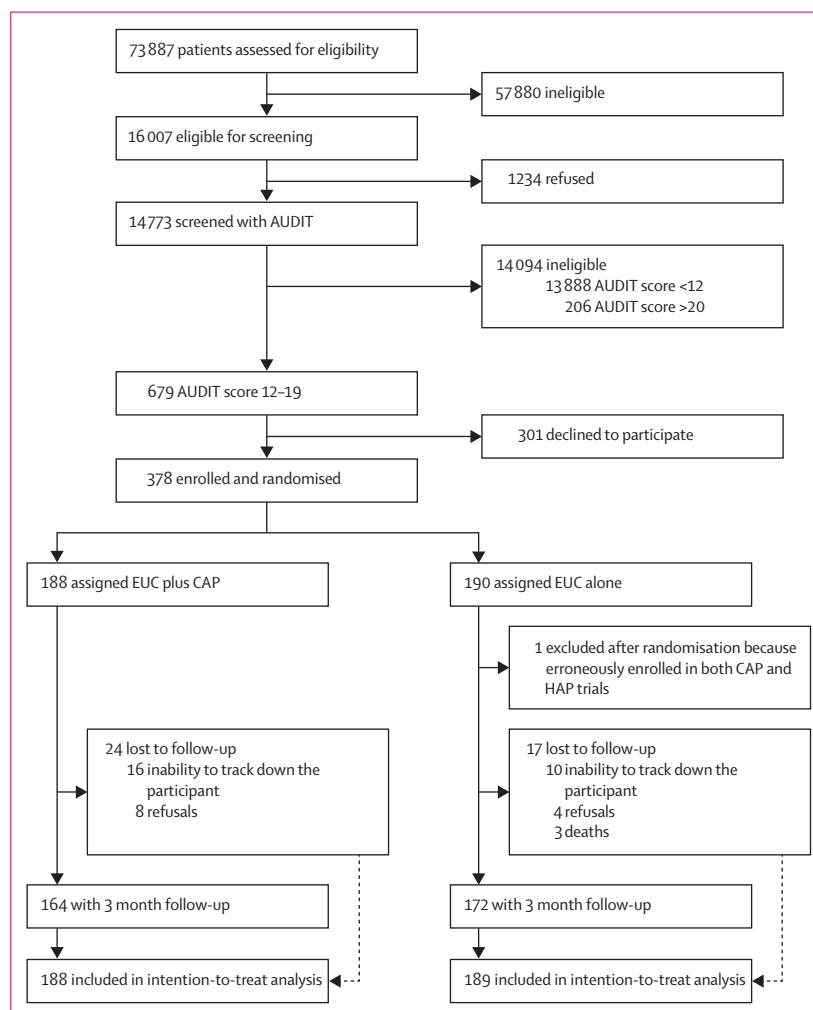 73 887 patients assessed for eligibility
57 880 ineligible
16 007 eligible for screening
1234 refused
14 773 screened with AUDIT
14 094 ineligible
13 888 AUDIT score <12
206 AUDIT score >20
679 AUDIT score 12–19
301 declined to participate
378 enrolled and randomised
188 assigned EUC plus CAP
190 assigned EUC alone
1 excluded after randomisation because
erroneously enrolled in both CAP and
HAP trials
24 lost to follow-up
16 inability to track down the
participant
8 refusals
17 lost to follow-up
10 inability to track down the
participant
4 refusals
3 deaths
164 with 3 month follow-up
172 with 3 month follow-up
188 included in intention-to-treat analysis
189 included in intention-to-treat analysis